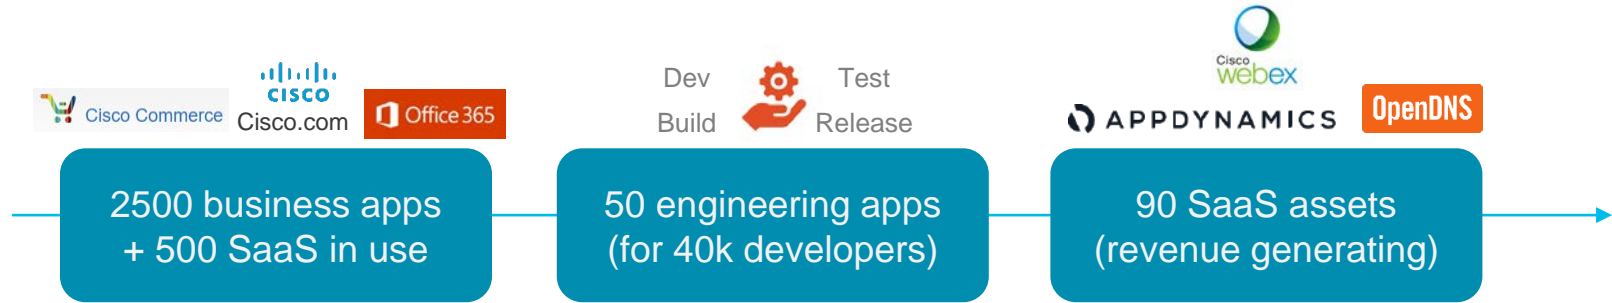 Cisco Commerce
CISCO
Cisco.com
Office 365
2500 business apps
+ 500 SaaS in use
Dev
Test
Build
Release
50 engineering apps
(for 40k developers)
Cisco
webex
APPDYNAMICS
OpenDNS
90 SaaS assets
(revenue generating)